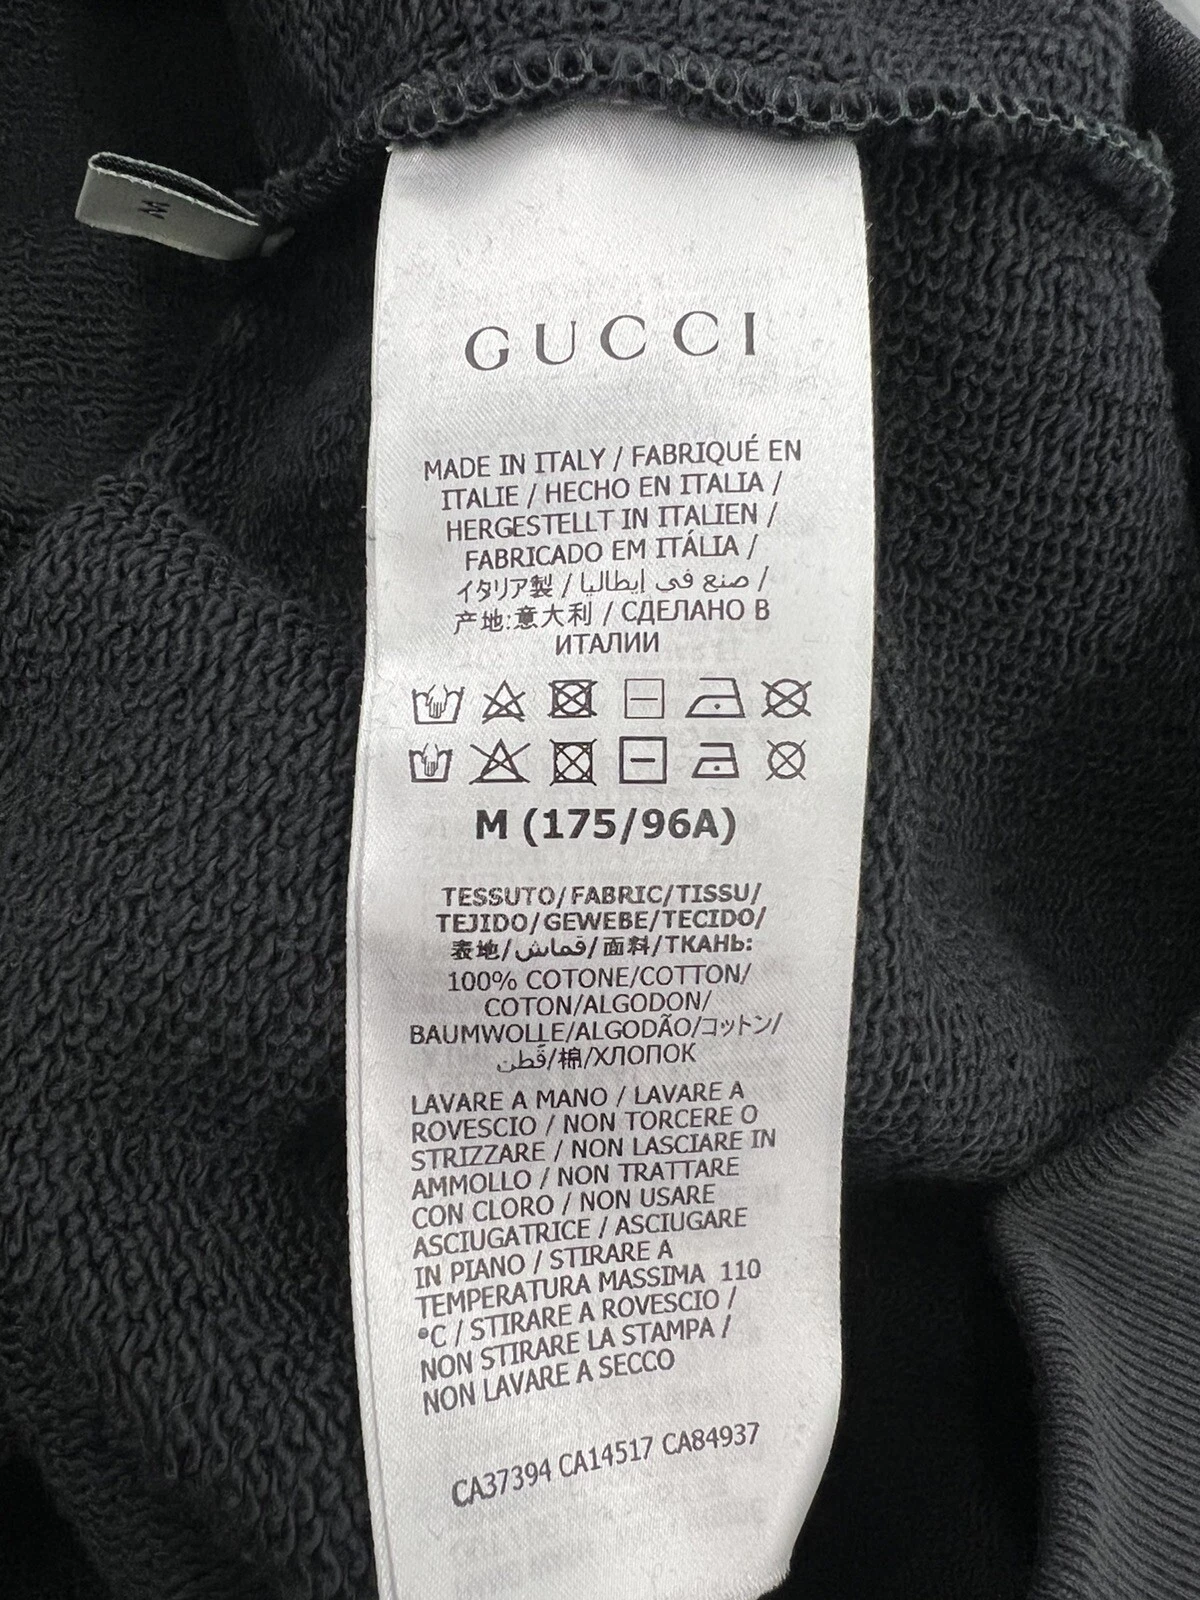 M
GUCCI
MADE IN ITALY / FABRIQUÉ EN
ITALIE / HECHO EN ITALIA /
HERGESTELLT IN ITALIEN /
FABRICADO EM ITÁLIA /
イタリア製 / صنع في إيطاليا /
产地:意大利 / СДЕЛАНО В
ИТАЛИИ
M (175/96A)
TESSUTO/FABRIC/TISSU/
TEJIDO/GEWEBE/TECIDO/
表地/قماش/面料/ТКАНЬ:
100% COTONE/COTTON/
COTON/ALGODON/
BAUMWOLLE/ALGODÃO/コットン/
قُطن/棉/ХЛОПОК
LAVARE A MANO / LAVARE A
ROVESCIO / NON TORCERE O
STRIZZARE / NON LASCIARE IN
AMMOLLO / NON TRATTARE
CON CLORO / NON USARE
ASCIUGATRICE / ASCIUGARE
IN PIANO / STIRARE A
TEMPERATURA MASSIMA 110
°C / STIRARE A ROVESCIO /
NON STIRARE LA STAMPA /
NON LAVARE A SECCO
CA37394 CA14517 CA84937